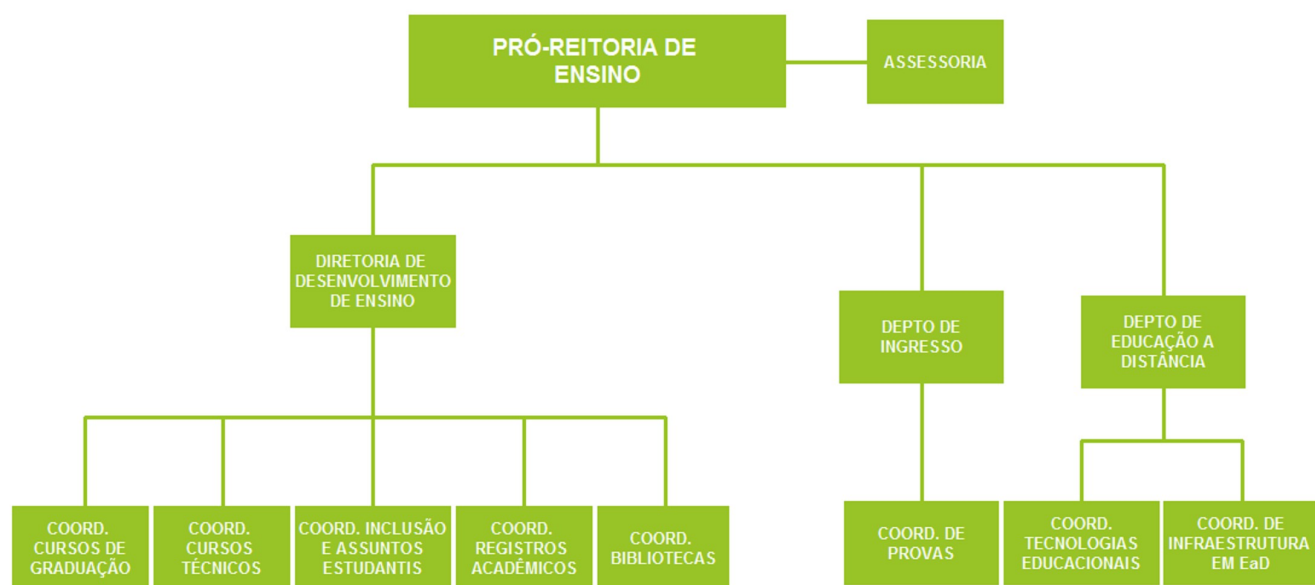 PRÓ-REITORIA DE
ENSINO
ASSESSORIA
DIRETORIA DE
DESENVOLVIMENTO
DE ENSINO
DEPTO DE
INGRESSO
DEPTO DE
EDUCAÇÃO A
DISTÂNCIA
COORD.
CURSOS DE
GRADUAÇÃO
COORD.
CURSOS
TÉCNICOS
COORD. INCLUSÃO
E ASSUNTOS
ESTUDANTIS
COORD.
REGISTROS
ACADÊMICOS
COORD.
BIBLIOTECAS
COORD. DE
PROVAS
COORD.
TECNOLOGIAS
EDUCACIONAIS
COORD. DE
INFRAESTRUTURA
EM EaD